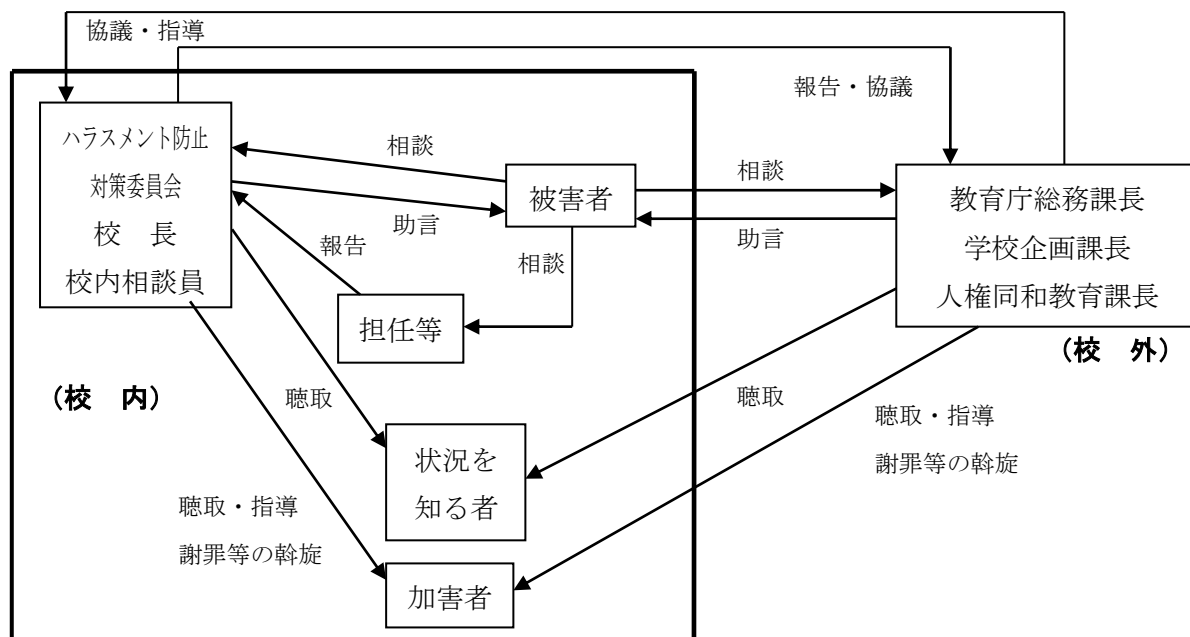 協議・指導
報告・協議
ハラスメント防止
対策委員会
校　長
校内相談員
相談
助言
報告
被害者
相談
担任等
相談
助言
教育庁総務課長
学校企画課長
人権同和教育課長
（校　外）
（校　内）
聴取
状況を
知る者
聴取
聴取・指導
謝罪等の斡旋
聴取・指導
謝罪等の斡旋
加害者